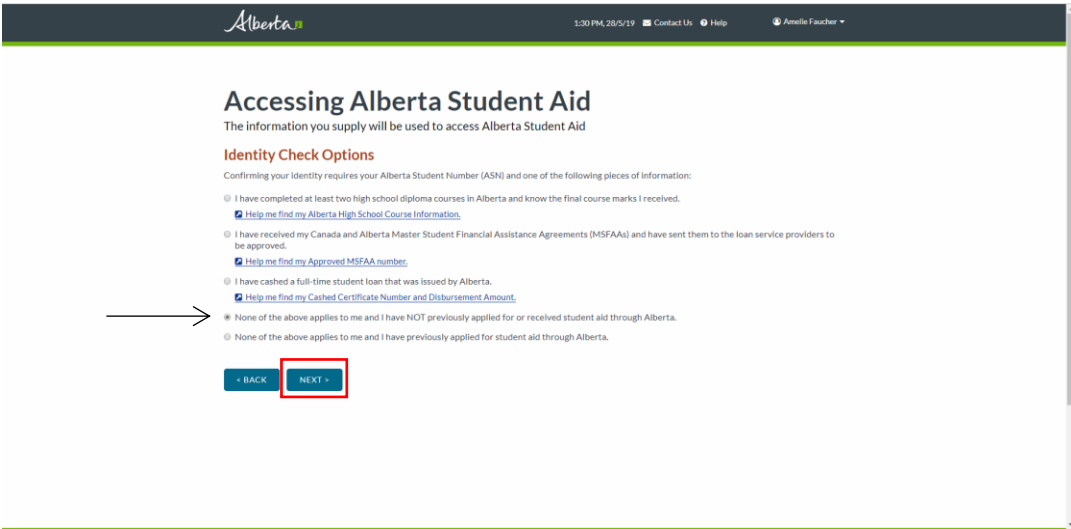 Alberta
1:30 PM, 28/5/19 Contact Us Help Amelie Faucher
Accessing Alberta Student Aid
The information you supply will be used to access Alberta Student Aid
Identity Check Options
Confirming your identity requires your Alberta Student Number (ASN) and one of the following pieces of information:
I have completed at least two high school diploma courses in Alberta and know the final course marks I received.
Help me find my Alberta High School Course Information.
I have received my Canada and Alberta Master Student Financial Assistance Agreements (MSFAAs) and have sent them to the loan service providers to
be approved.
Help me find my Approved MSFAA number.
I have cashed a full-time student loan that was issued by Alberta.
Help me find my Cashed Certificate Number and Disbursement Amount.
None of the above applies to me and I have NOT previously applied for or received student aid through Alberta.
None of the above applies to me and I have previously applied for student aid through Alberta.
< BACK NEXT >